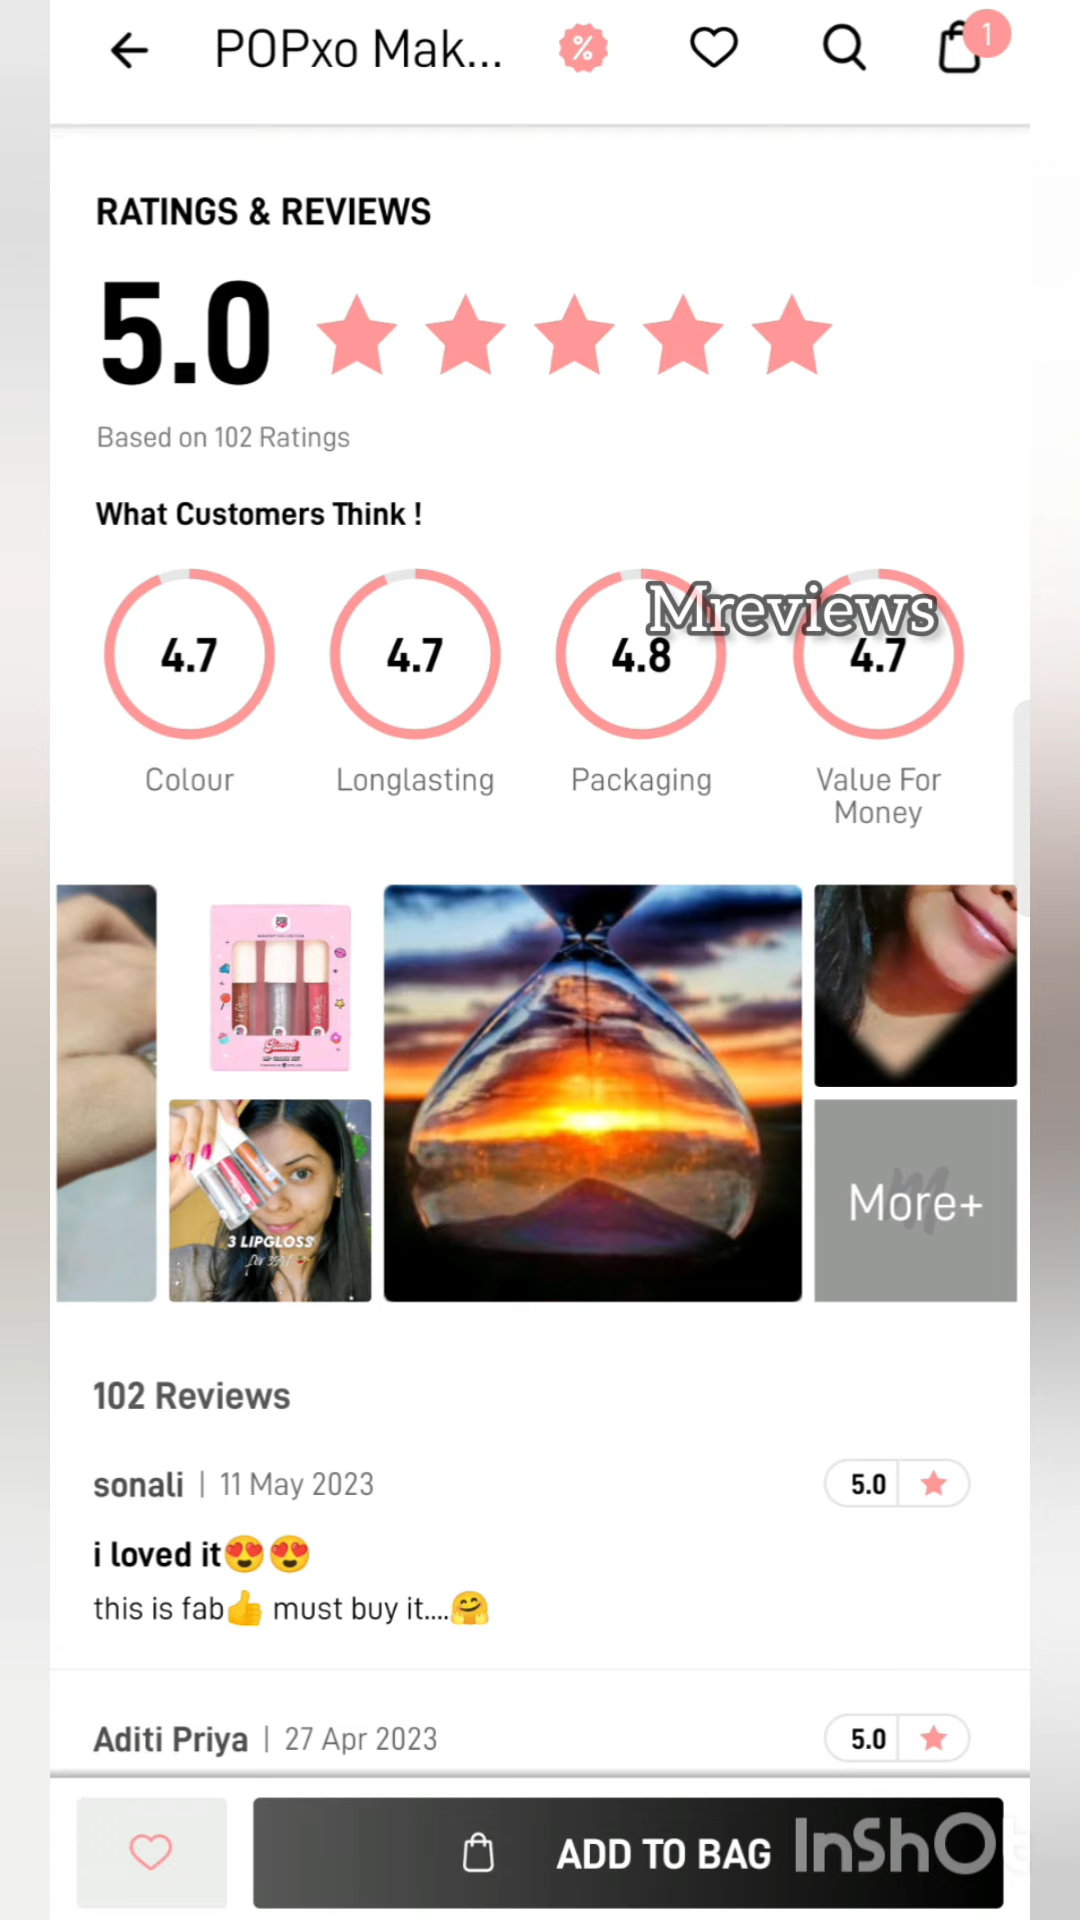 POPxo Mak...
%
1
RATINGS & REVIEWS
5.0
Based on 102 Ratings
What Customers Think !
Mreviews
4.7
4.7
4.8
4.7
Colour
Longlasting
Packaging
Value For
Money
3 LIPGLOSS
More+
102 Reviews
sonali | 11 May 2023
5.0
i loved it😍😍
this is fab👍 must buy it....🤗
Aditi Priya | 27 Apr 2023
5.0
ADD TO BAG
InShO